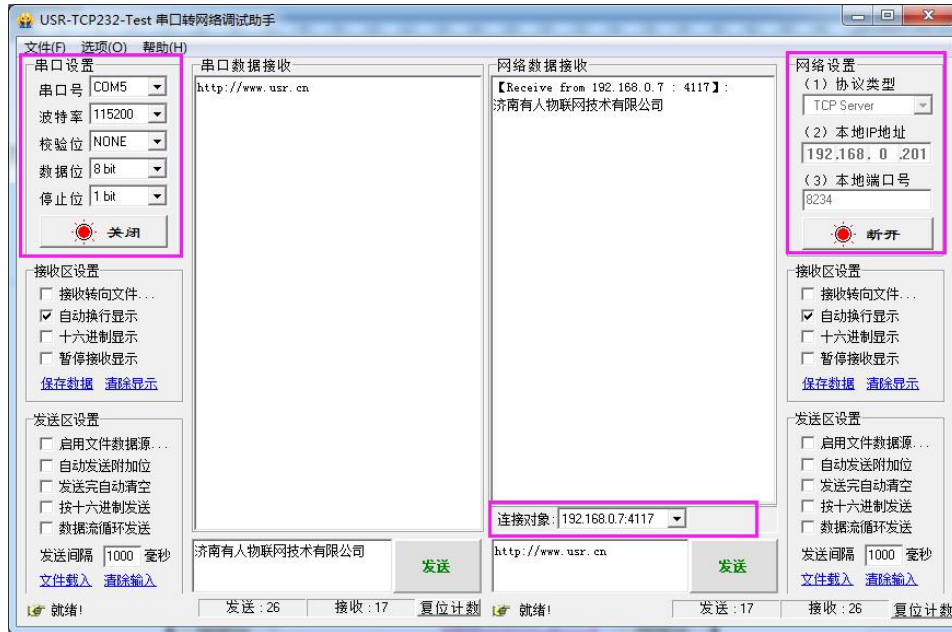 USR-TCP232-Test 串口转网络调试助手
文件(F) 选项(O) 帮助(H)
串口设置
串口号 COM5
波特率 115200
校验位 NONE
数据位 8 bit
停止位 1 bit
关闭
接收区设置
接收转向文件...
自动换行显示
十六进制显示
暂停接收显示
保存数据 清除显示
发送区设置
启用文件数据源...
自动发送附加位
发送完自动清空
按十六进制发送
数据流循环发送
发送间隔 1000 毫秒
文件载入 清除输入
串口数据接收
http://www.usr.cn
济南有人物联网技术有限公司
发送
网络数据接收
【Receive from 192.168.0.7 : 4117】:
济南有人物联网技术有限公司
连接对象: 192.168.0.7:4117
http://www.usr.cn
发送
网络设置
(1) 协议类型
TCP Server
(2) 本地IP地址
192.168. 0 .201
(3) 本地端口号
8234
断开
接收区设置
接收转向文件...
自动换行显示
十六进制显示
暂停接收显示
保存数据 清除显示
发送区设置
启用文件数据源...
自动发送附加位
发送完自动清空
按十六进制发送
数据流循环发送
发送间隔 1000 毫秒
文件载入 清除输入
就绪! 发送:26 接收:17 复位计数
就绪! 发送:17 接收:26 复位计数